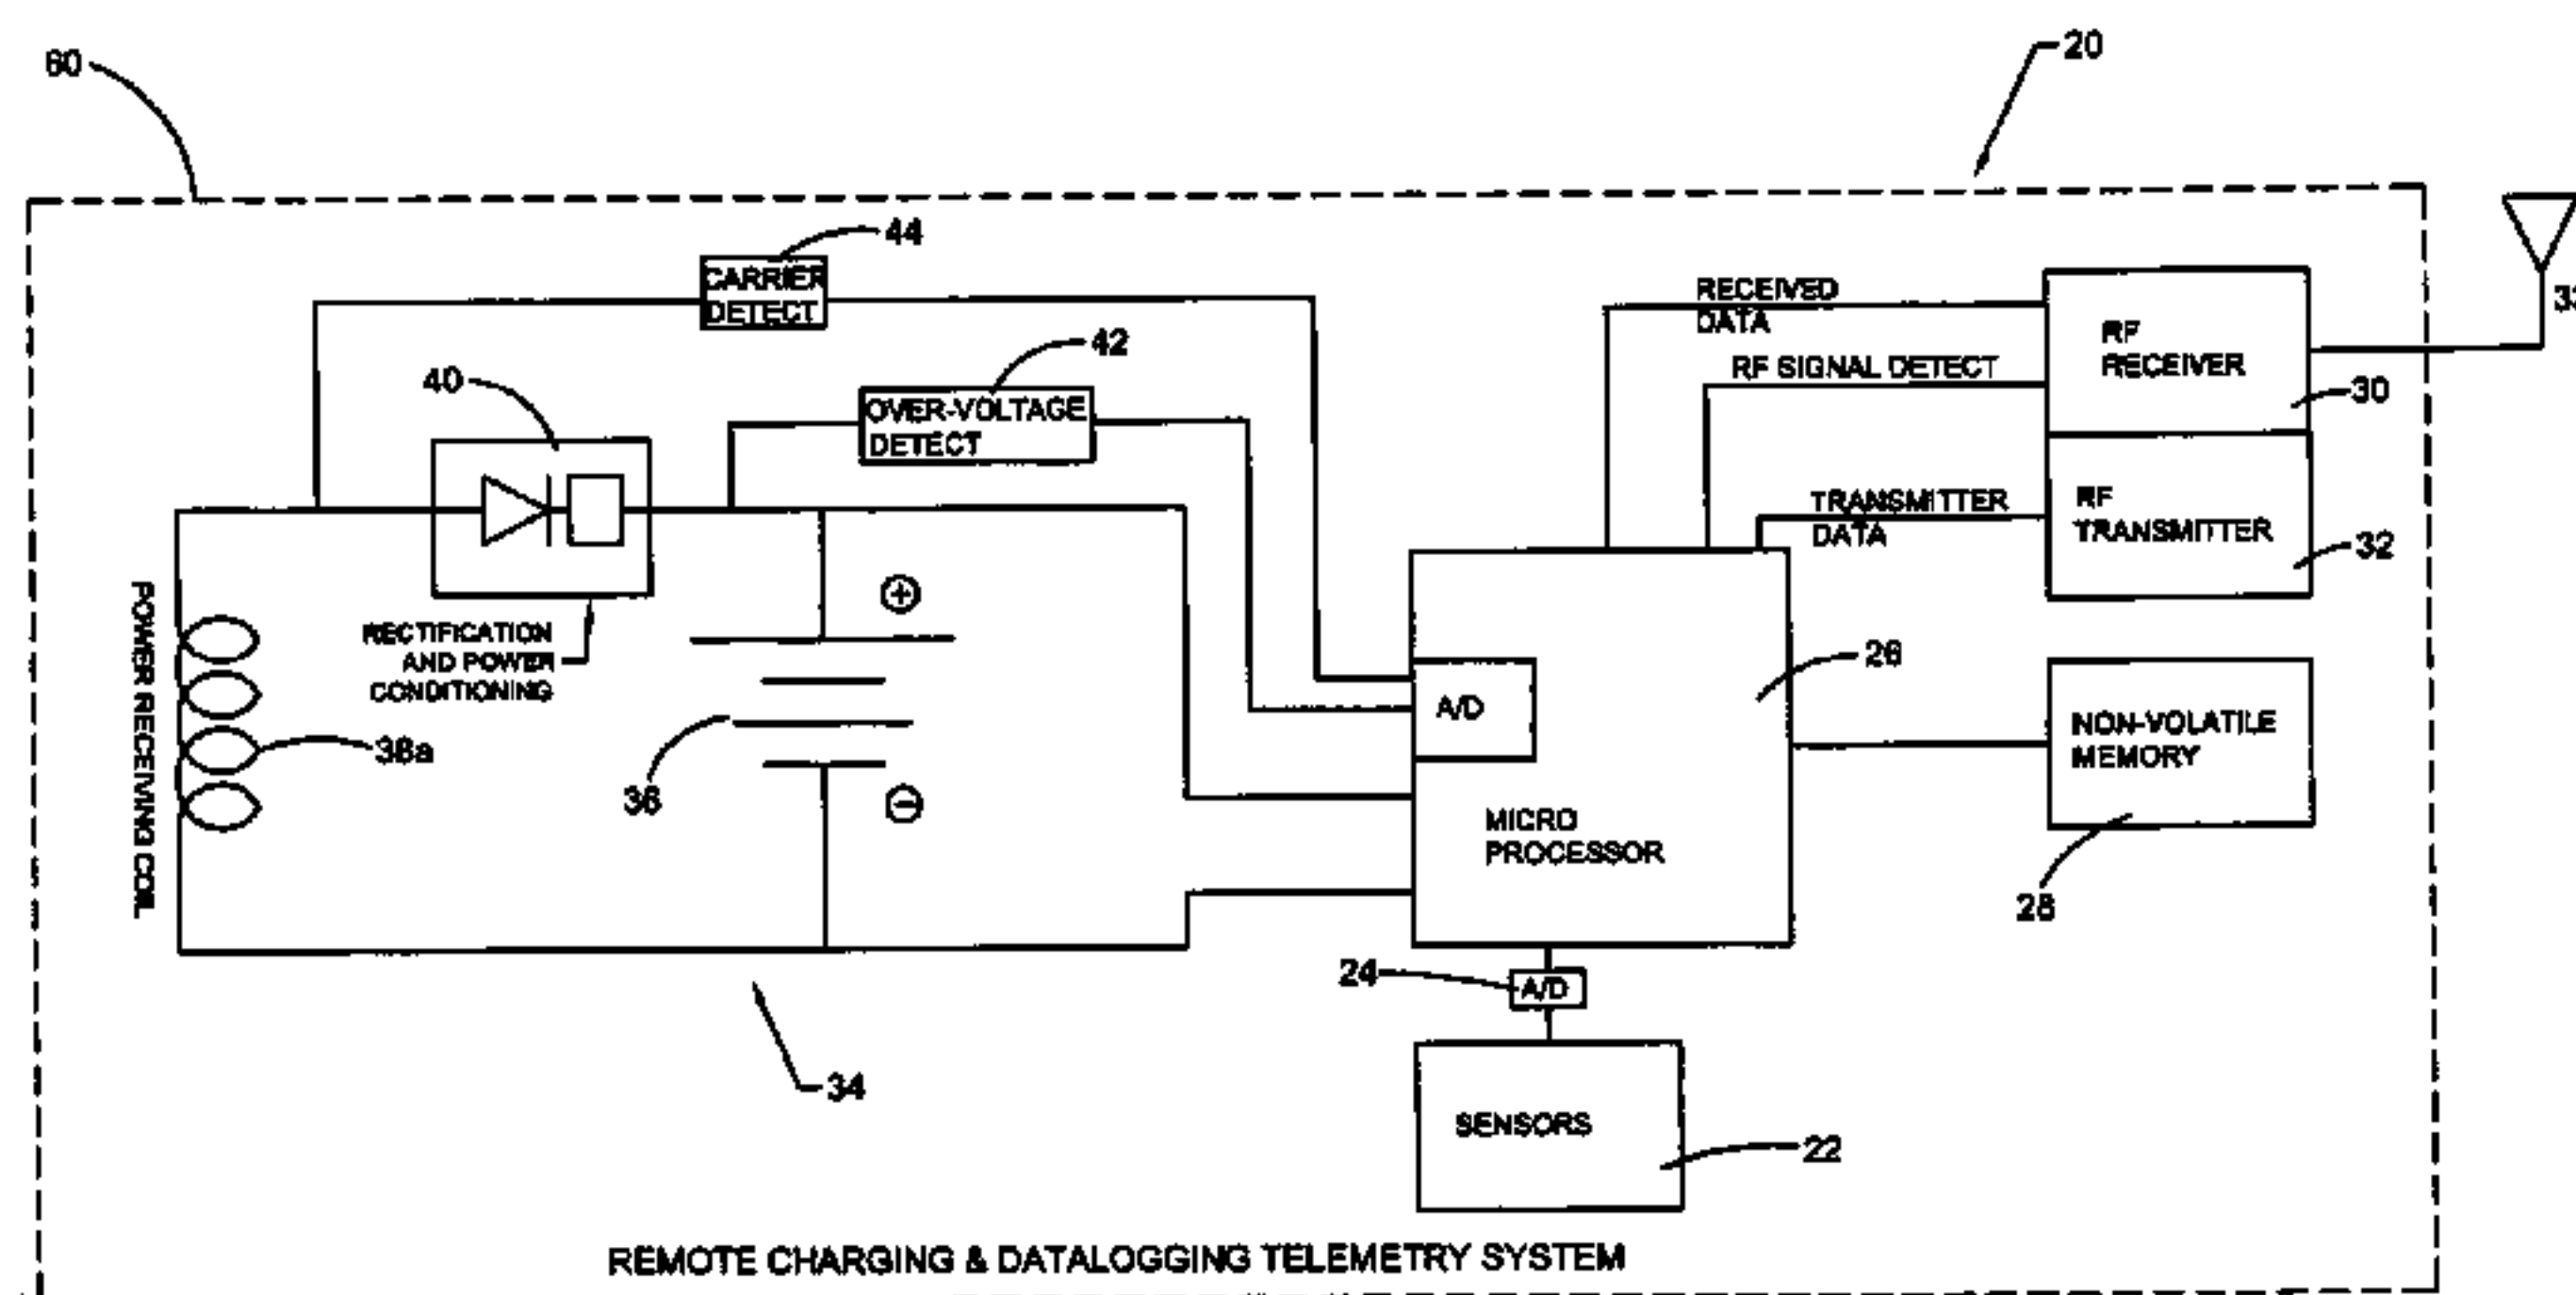 60
20
44
CARRIER
DETECT
RECEIVED
DATA
42
RF
RECEIVER
RF SIGNAL DETECT
40
30
OVER-VOLTAGE
DETECT
TRANSMITTER
DATA
RF
TRANSMITTER
32
POWER RECEIVING COIL
RECTIFICATION
AND POWER
CONDITIONING
+
26
A/D
NON-VOLATILE
MEMORY
38a
36
−
MICRO
PROCESSOR
28
24
A/D
34
SENSORS
22
REMOTE CHARGING & DATALOGGING TELEMETRY SYSTEM